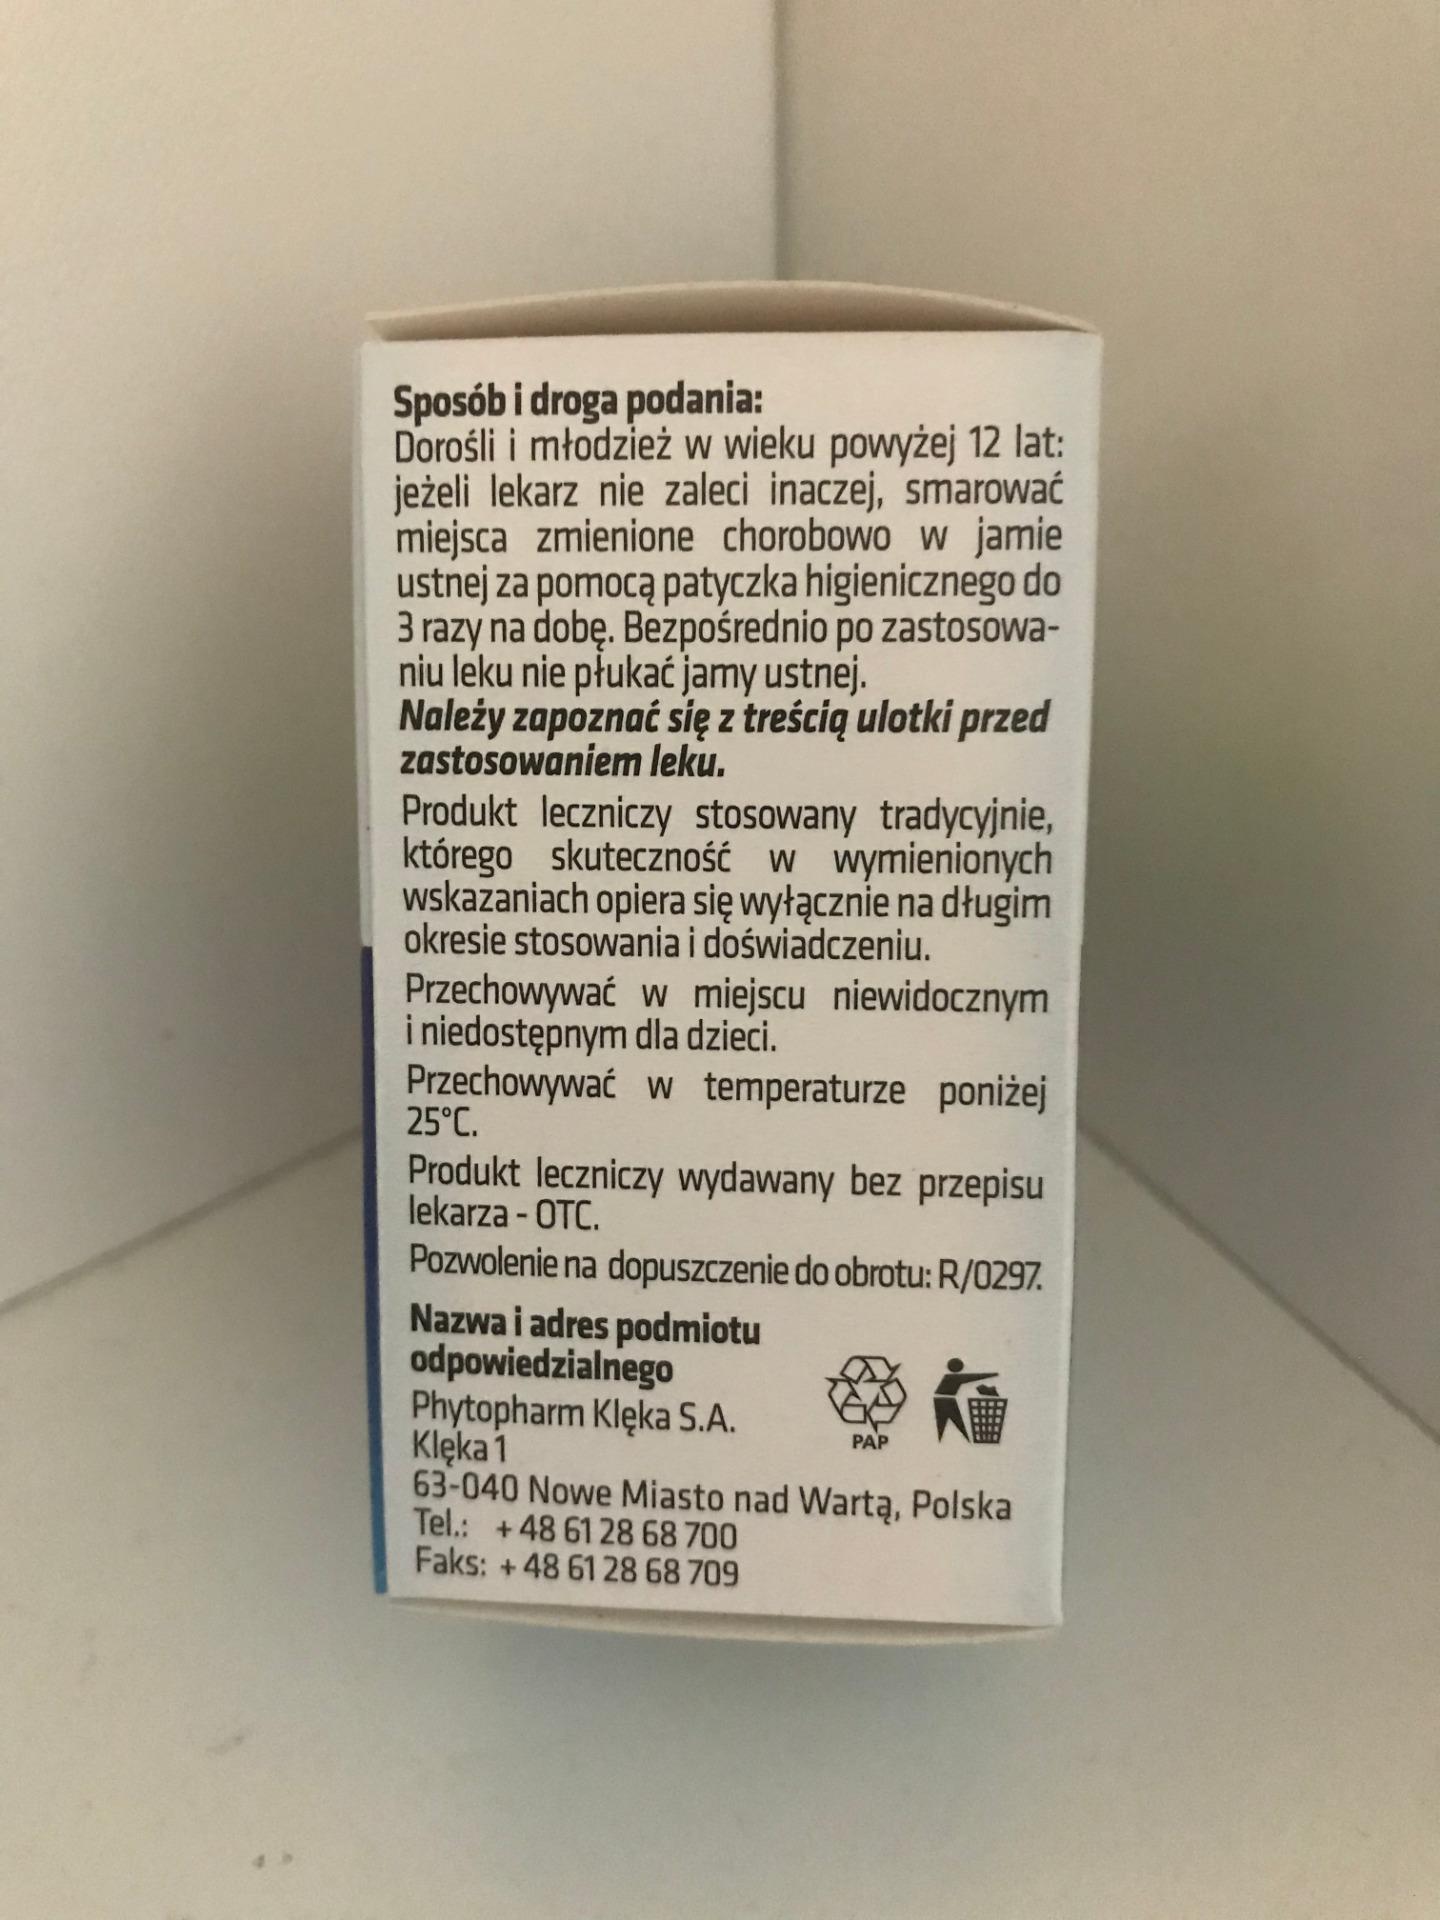 Sposób i droga podania:
Dorośli i młodzież w wieku powyżej 12 lat:
jeżeli lekarz nie zaleci inaczej, smarować
miejsca zmienione chorobowo w jamie
ustnej za pomocą patyczka higienicznego do
3 razy na dobę. Bezpośrednio po zastosowa-
niu leku nie płukać jamy ustnej.
Należy zapoznać się z treścią ulotki przed
zastosowaniem leku.
Produkt leczniczy stosowany tradycyjnie,
którego skuteczność w wymienionych
wskazaniach opiera się wyłącznie na długim
okresie stosowania i doświadczeniu.
Przechowywać w miejscu niewidocznym
i niedostępnym dla dzieci.
Przechowywać w temperaturze poniżej
25°C.
Produkt leczniczy wydawany bez przepisu
lekarza - OTC.
Pozwolenie na dopuszczenie do obrotu: R/0297.
Nazwa i adres podmiotu
odpowiedzialnego
Phytopharm Klęka S.A.
Klęka 1
63-040 Nowe Miasto nad Wartą, Polska
Tel.: + 48 61 28 68 700
Faks: + 48 61 28 68 709
PAP